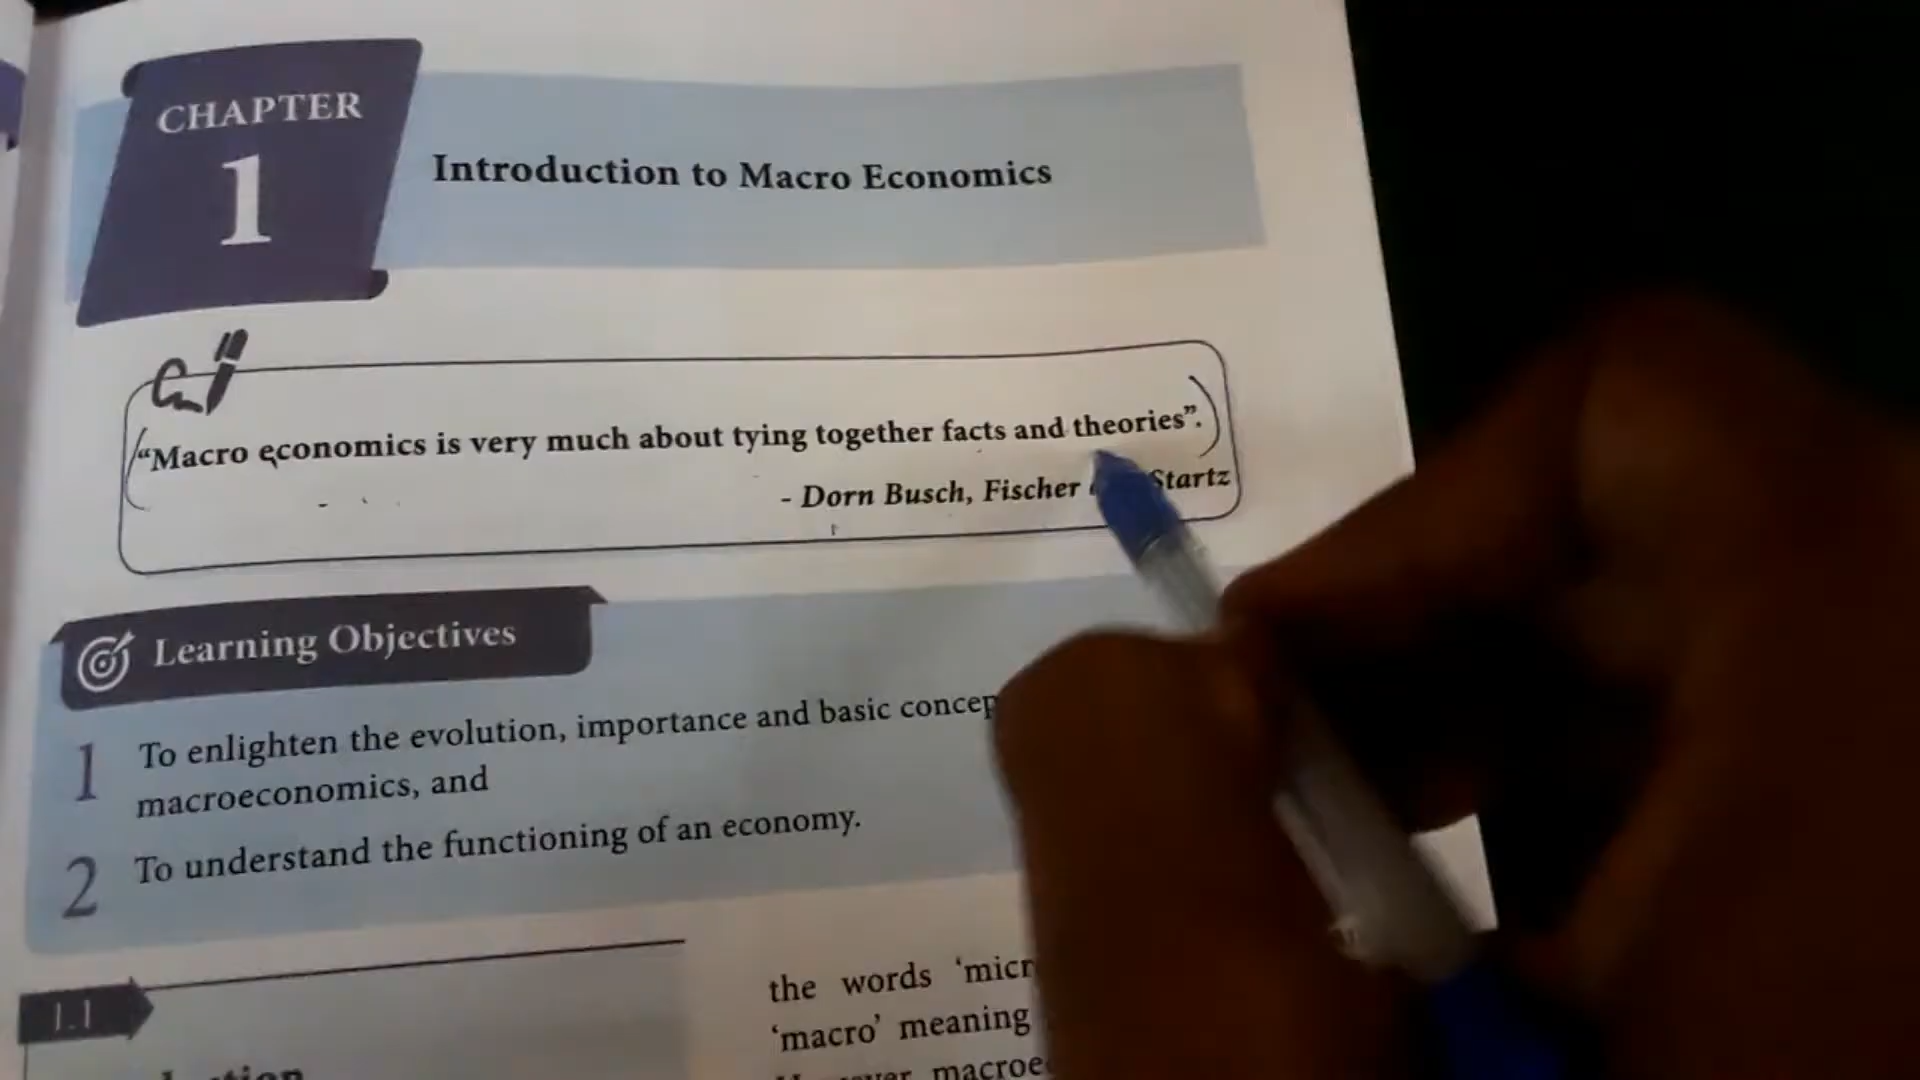 CHAPTER
1
Introduction to Macro Economics
“Macro economics is very much about tying together facts and theories”.
- Dorn Busch, Fischer Startz
Learning Objectives
1 To enlighten the evolution, importance and basic concep
macroeconomics, and
2 To understand the functioning of an economy.
1.1
the words ‘micr
‘macro’ meaning
macroe